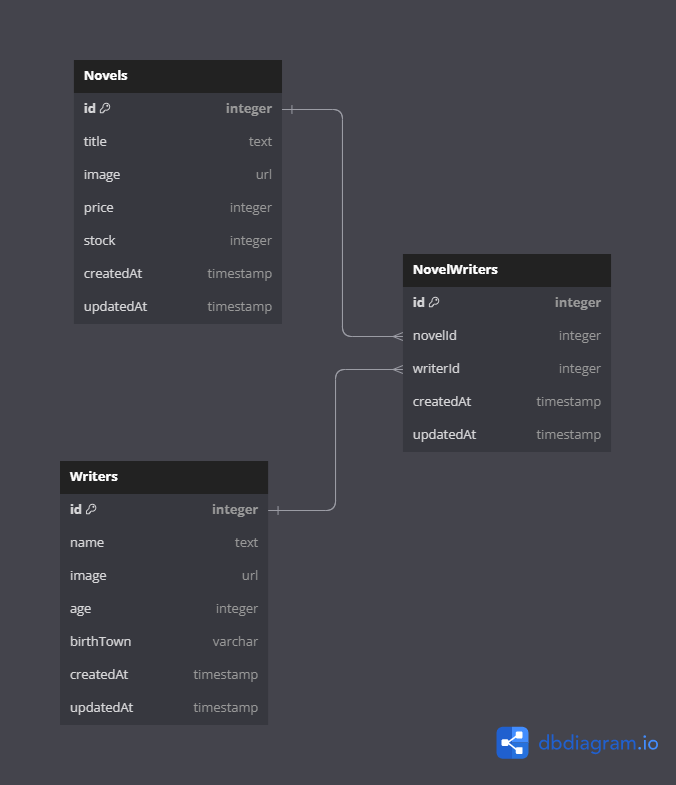 Novels
id integer
title text
image url
price integer
stock integer
createdAt timestamp
updatedAt timestamp
NovelWriters
id integer
novelId integer
writerId integer
createdAt timestamp
updatedAt timestamp
Writers
id integer
name text
image url
age integer
birthTown varchar
createdAt timestamp
updatedAt timestamp
dbdiagram.io